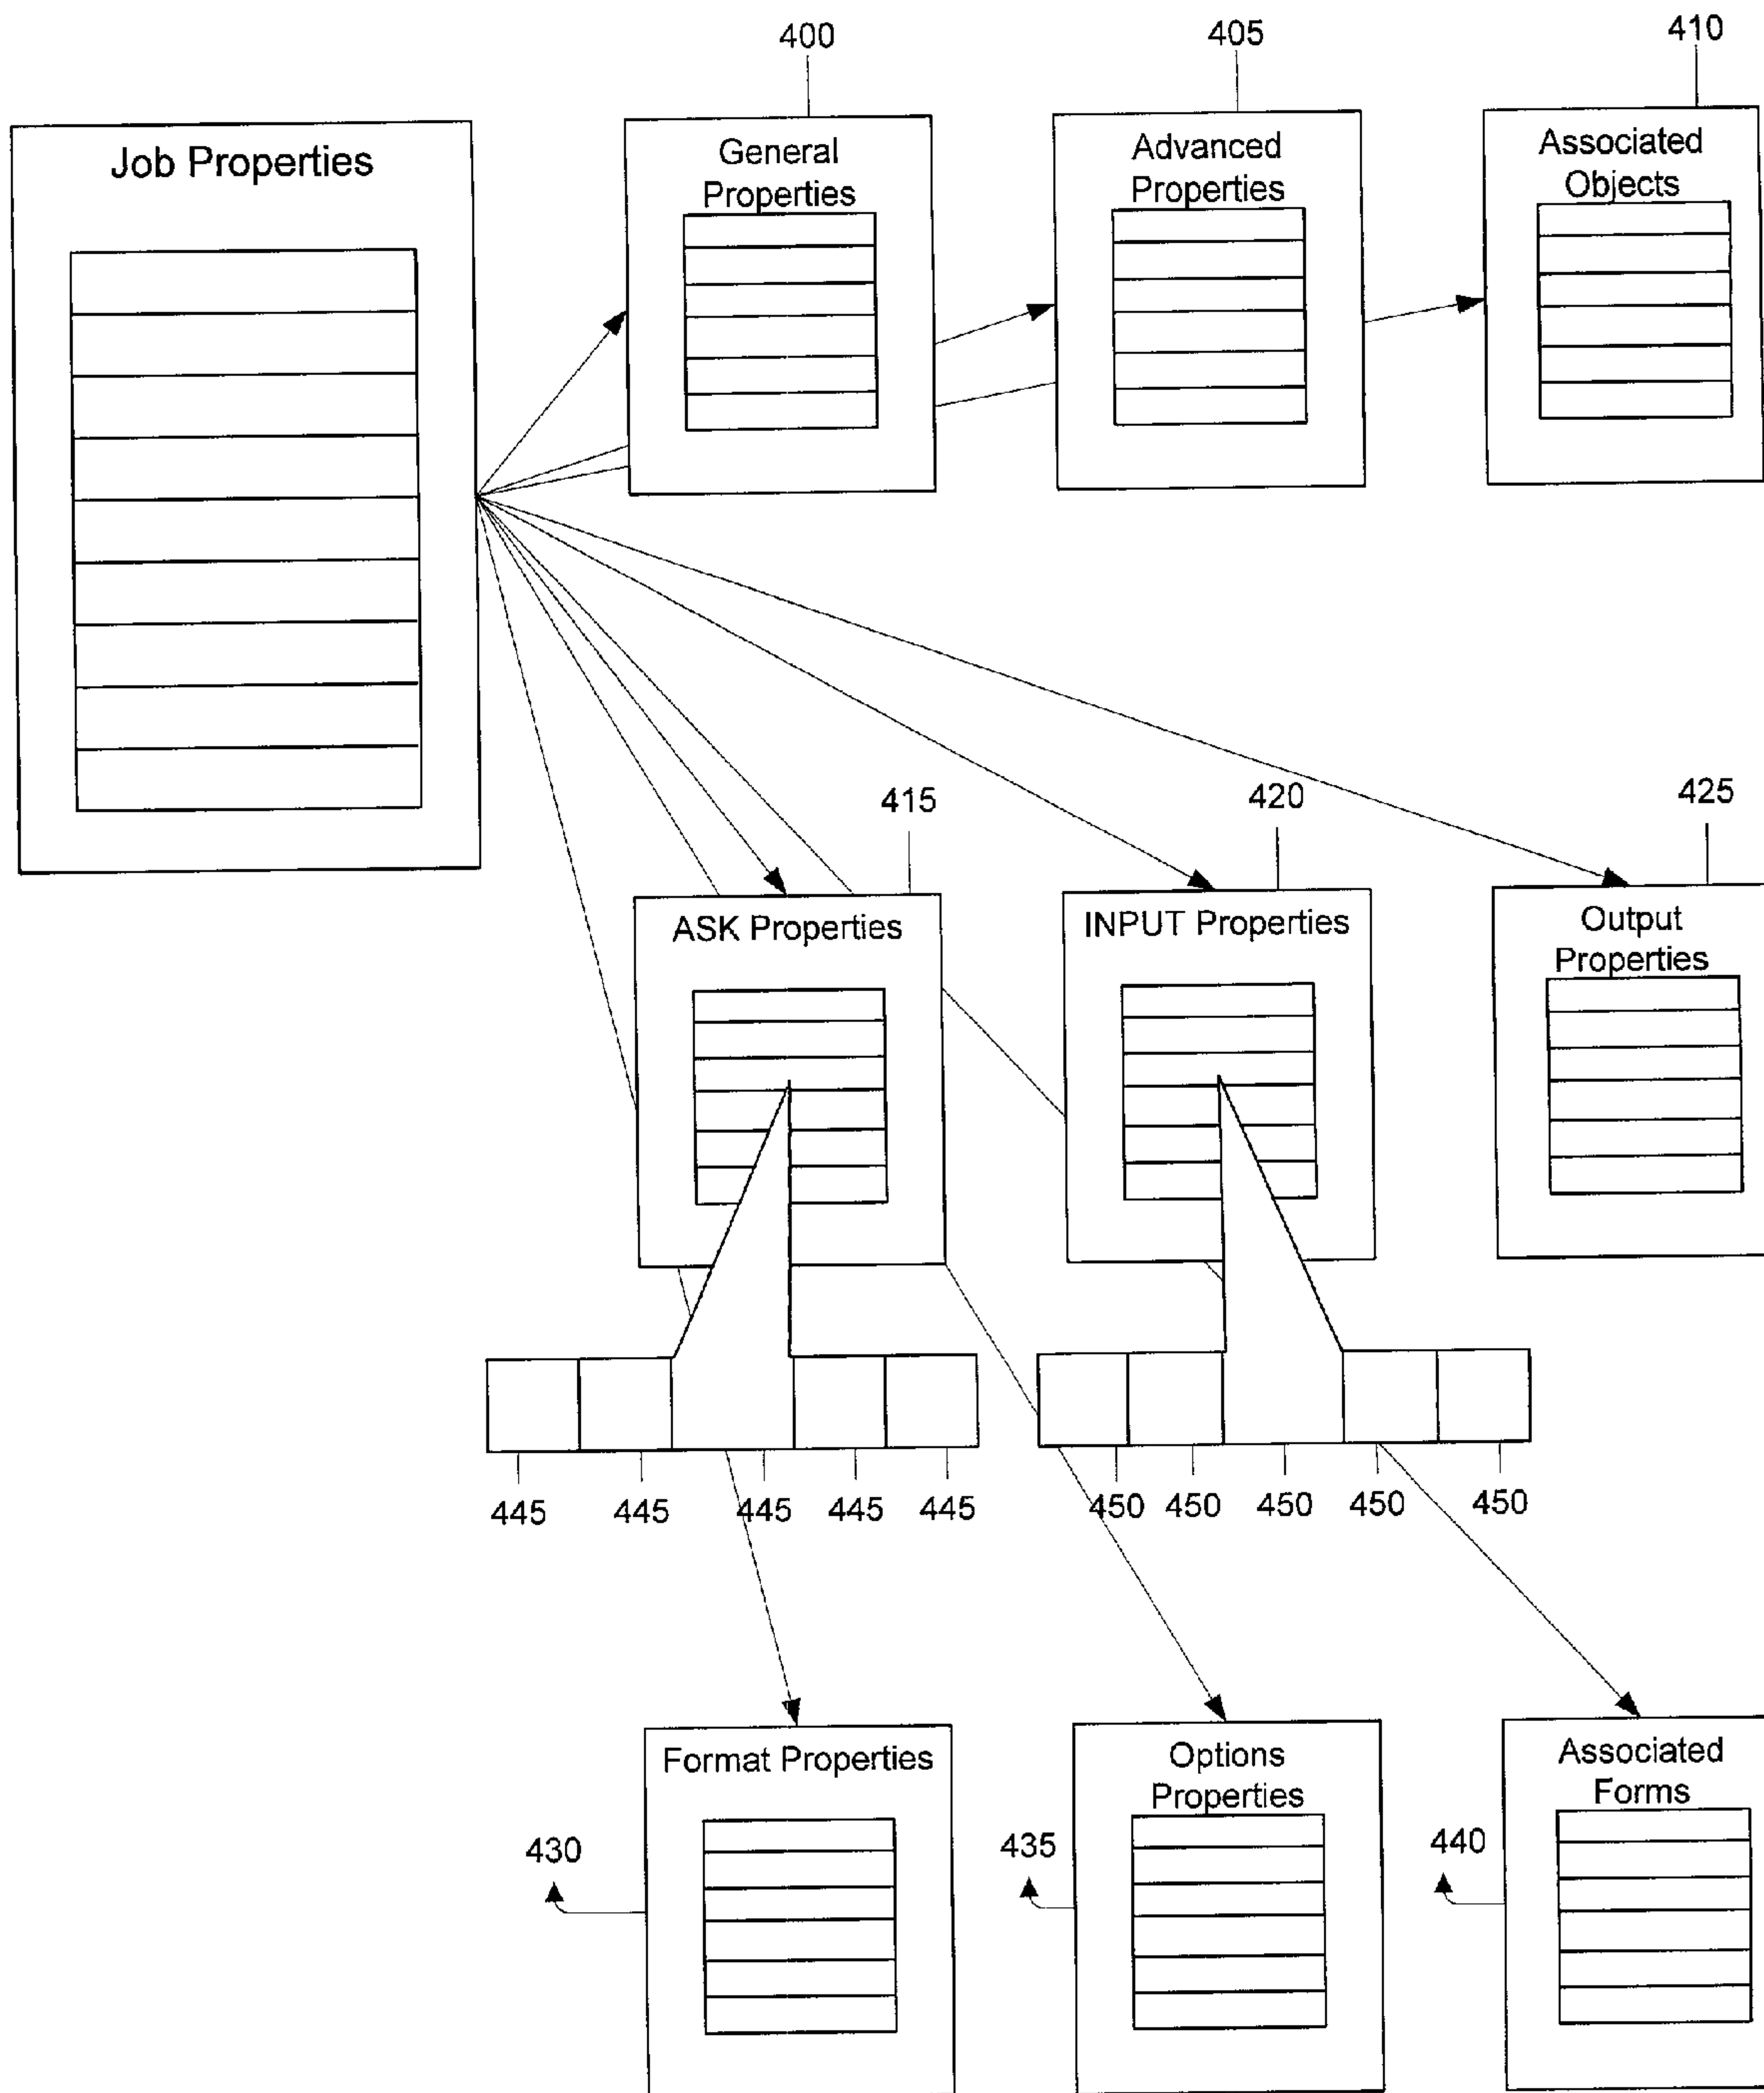 400
405
410
Job Properties
General
Properties
Advanced
Properties
Associated
Objects
415
420
425
ASK Properties
INPUT Properties
Output
Properties
445
445
445
445
445
450
450
450
450
450
Format Properties
Options
Properties
Associated
Forms
430
435
440